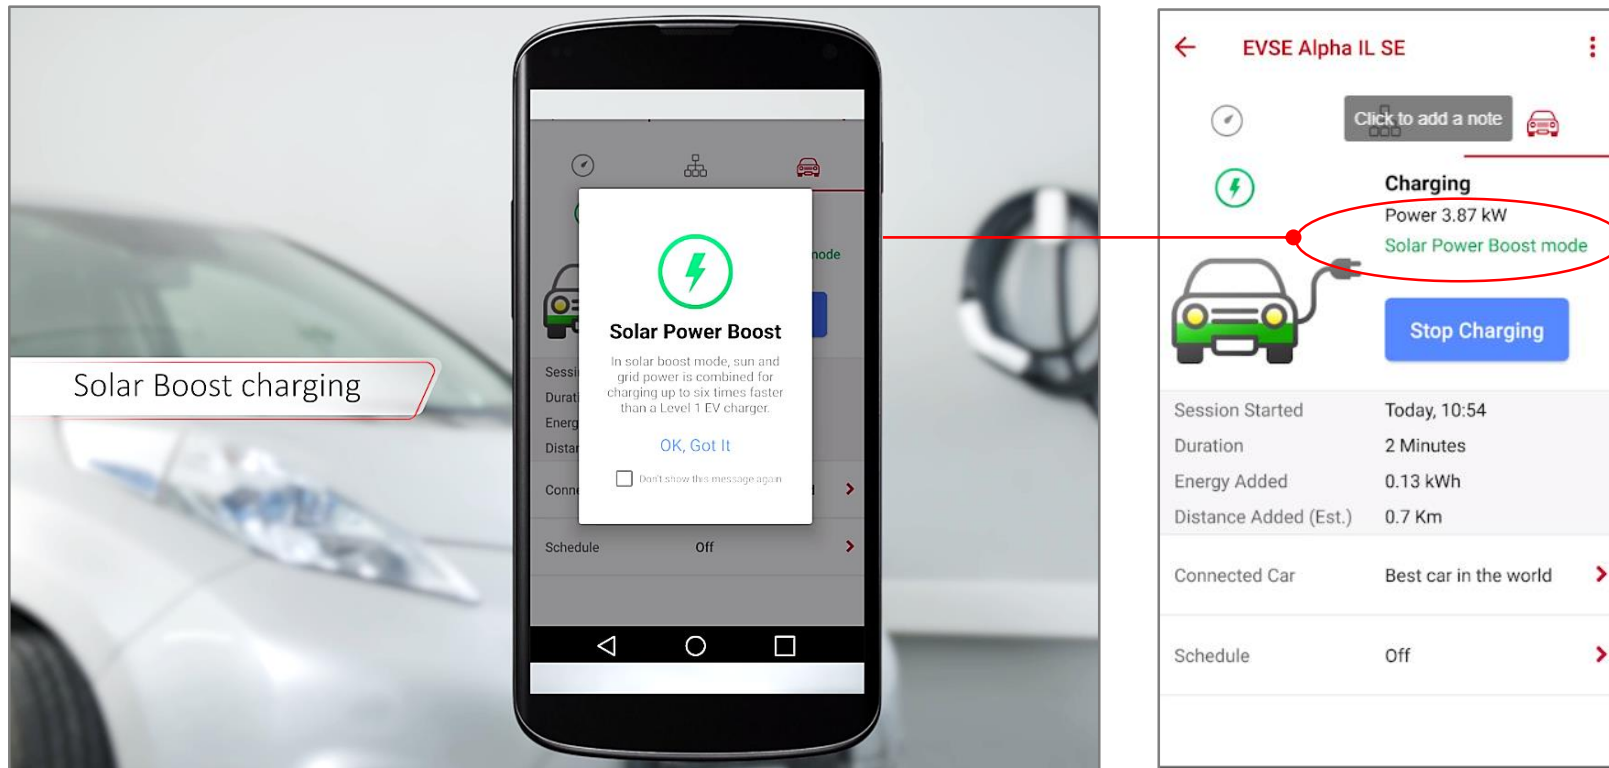 Solar Boost charging
node
Solar Power Boost
In solar boost mode, sun and
grid power is combined for
charging up to six times faster
than a Level 1 EV charger.
OK, Got It
Don't show this message again
Sessi
Durati
Energ
Distar
Conne
Schedule Off
EVSE Alpha IL SE
Click to add a note
Charging
Power 3.87 kW
Solar Power Boost mode
Stop Charging
Session Started Today, 10:54
Duration 2 Minutes
Energy Added 0.13 kWh
Distance Added (Est.) 0.7 Km
Connected Car Best car in the world
Schedule Off